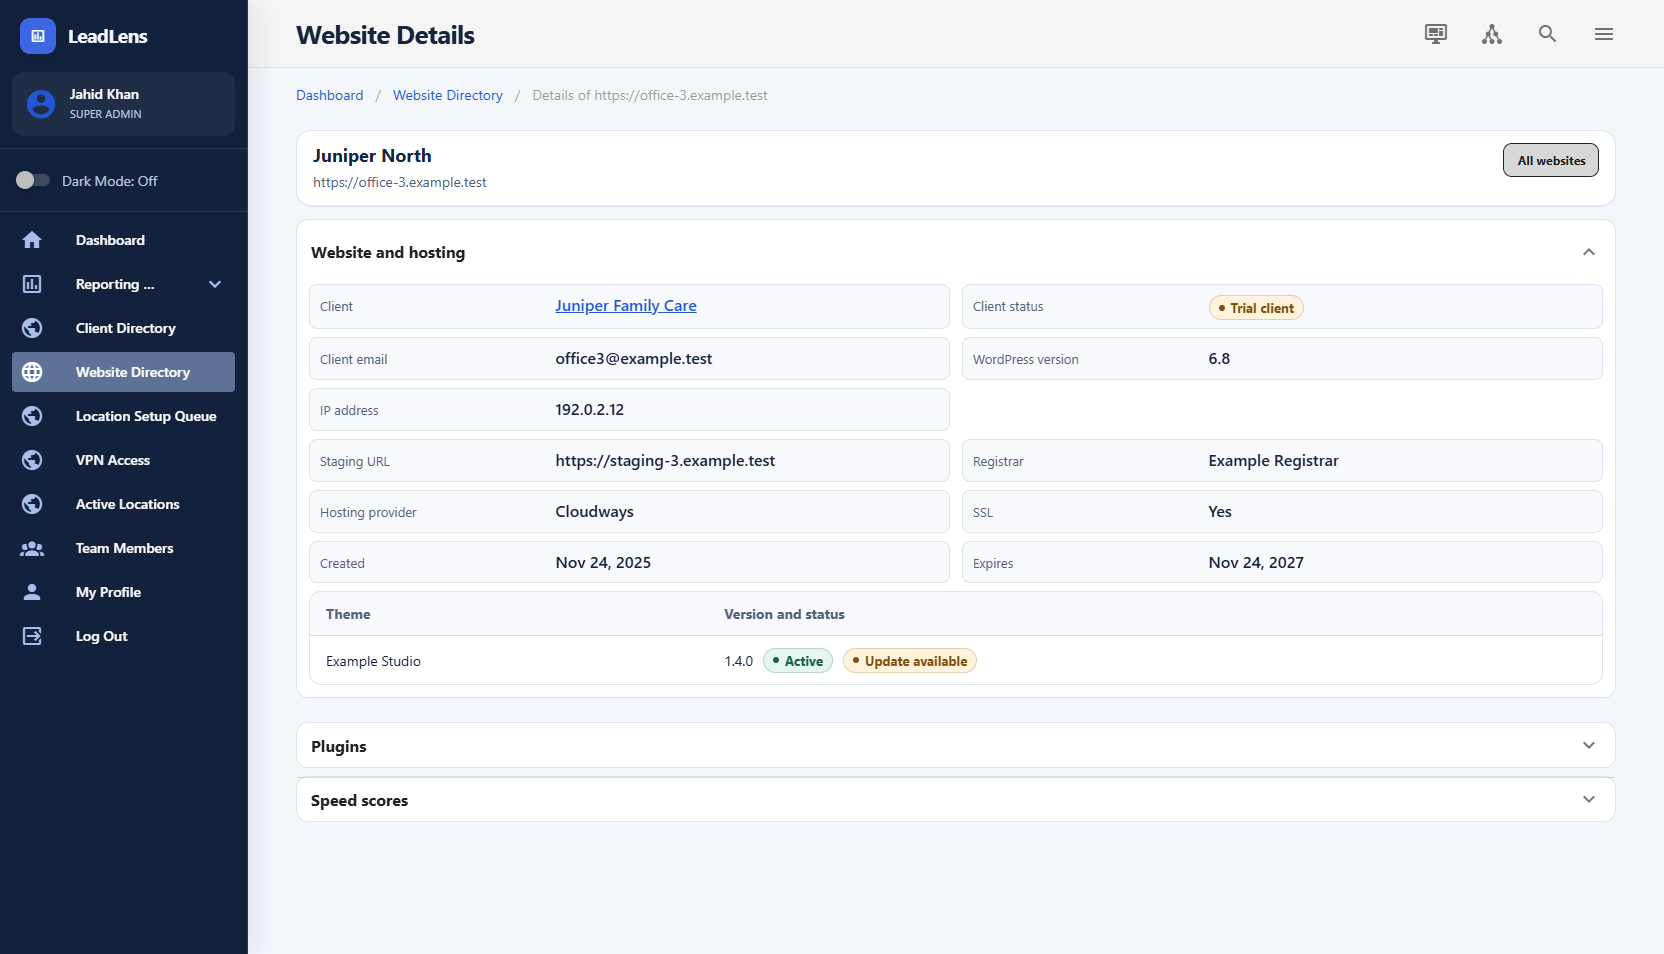 LeadLens
Jahid Khan
SUPER ADMIN
Dark Mode: Off
Dashboard
Reporting ...
Client Directory
Website Directory
Location Setup Queue
VPN Access
Active Locations
Team Members
My Profile
Log Out
Website Details
Dashboard / Website Directory / Details of https://office-3.example.test
Juniper North
https://office-3.example.test
All websites
Website and hosting
Client Juniper Family Care
Client status Trial client
Client email office3@example.test
WordPress version 6.8
IP address 192.0.2.12
Staging URL https://staging-3.example.test
Registrar Example Registrar
Hosting provider Cloudways
SSL Yes
Created Nov 24, 2025
Expires Nov 24, 2027
Theme Version and status
Example Studio 1.4.0 Active Update available
Plugins
Speed scores